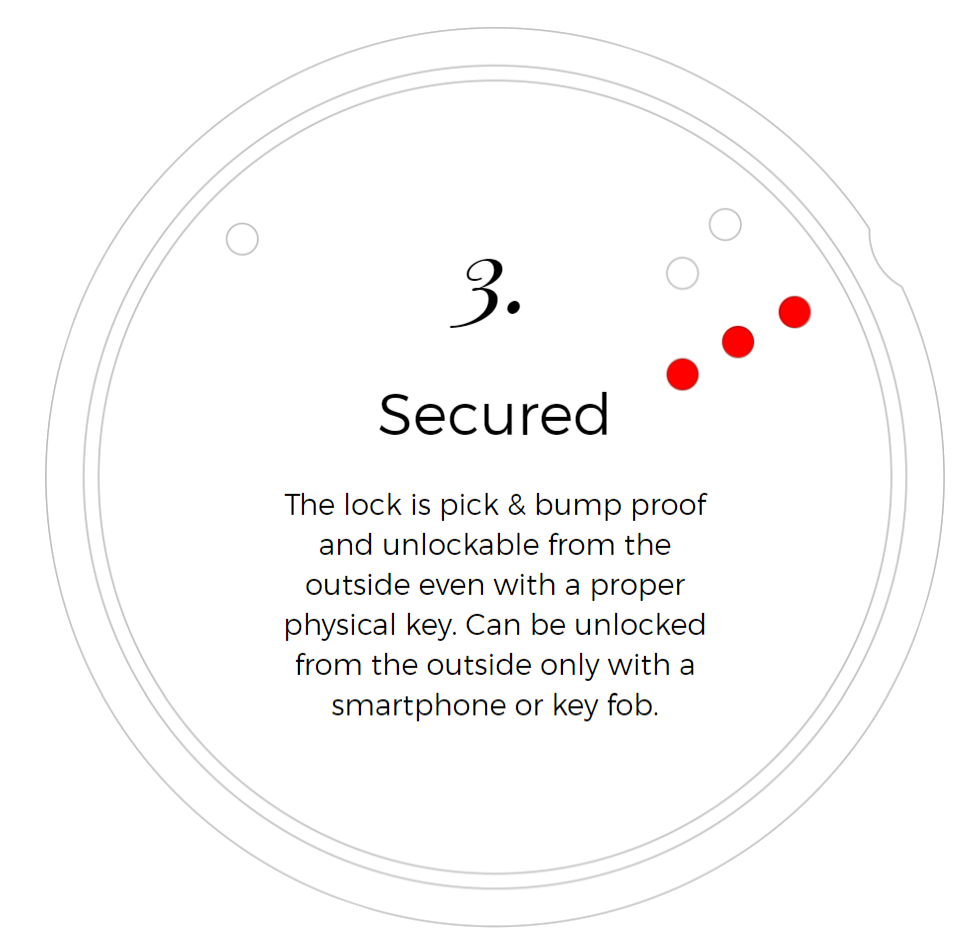 3.
Secured
The lock is pick & bump proof
and unlockable from the
outside even with a proper
physical key. Can be unlocked
from the outside only with a
smartphone or key fob.